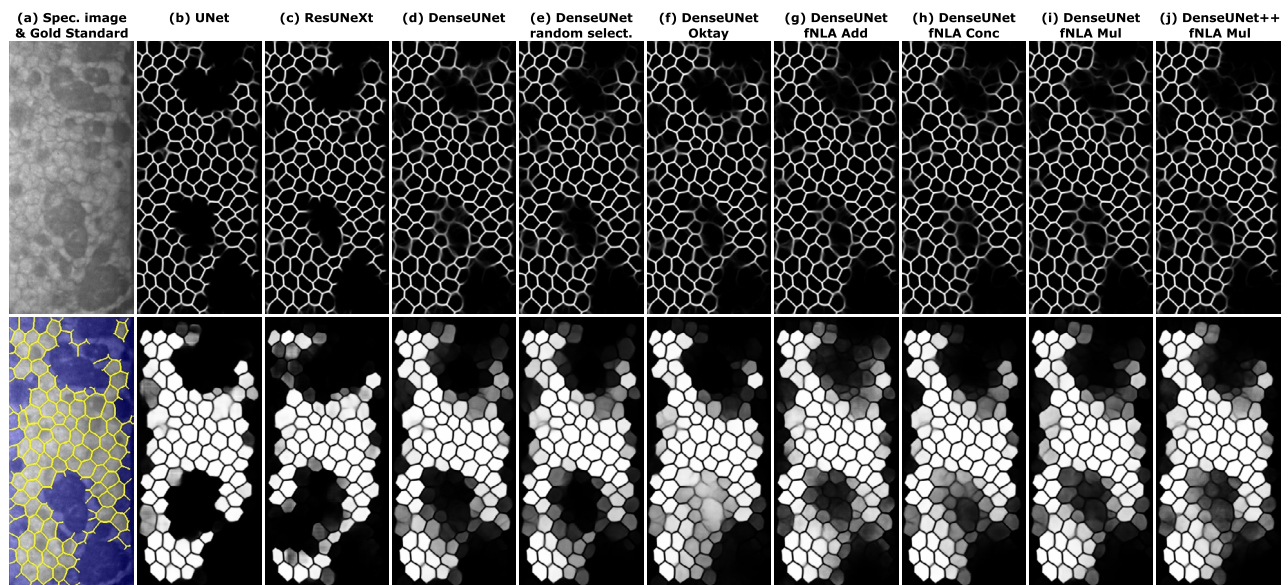 (a) Spec. image
& Gold Standard
(b) UNet
(c) ResUNeXt
(d) DenseUNet
(e) DenseUNet
random select.
(f) DenseUNet
Oktay
(g) DenseUNet
fNLA Add
(h) DenseUNet
fNLA Conc
(i) DenseUNet
fNLA Mul
(j) DenseUNet++
fNLA Mul